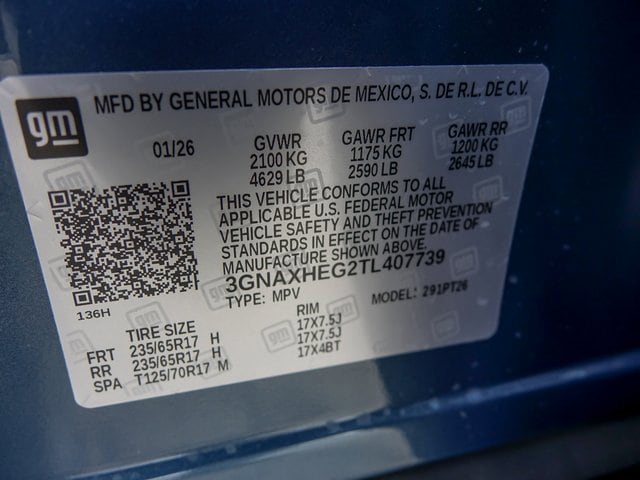 gm
MFD BY GENERAL MOTORS DE MEXICO, S. DE R.L. DE C.V.
01/26 GVWR GAWR FRT GAWR RR
2100 KG 1175 KG 1200 KG
4629 LB 2590 LB 2645 LB
THIS VEHICLE CONFORMS TO ALL
APPLICABLE U.S. FEDERAL MOTOR
VEHICLE SAFETY AND THEFT PREVENTION
STANDARDS IN EFFECT ON THE DATE OF
MANUFACTURE SHOWN ABOVE.
3GNAXHEG2TL407739
TYPE: MPV MODEL: 291PT26
136H
TIRE SIZE RIM
FRT 235/65R17 H 17X7.5J
RR 235/65R17 H 17X7.5J
SPA T125/70R17 M 17X4BT